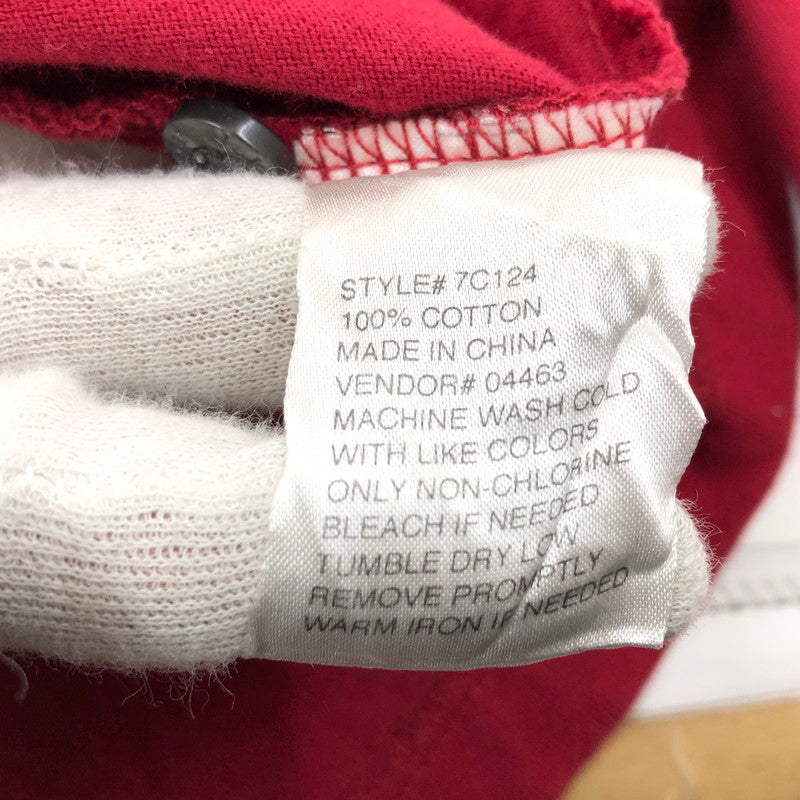 STYLE# 7C124
100% COTTON
MADE IN CHINA
VENDOR# 04463
MACHINE WASH COLD
WITH LIKE COLORS
ONLY NON-CHLORINE
BLEACH IF NEEDED
TUMBLE DRY LOW
REMOVE PROMPTLY
WARM IRON IF NEEDED